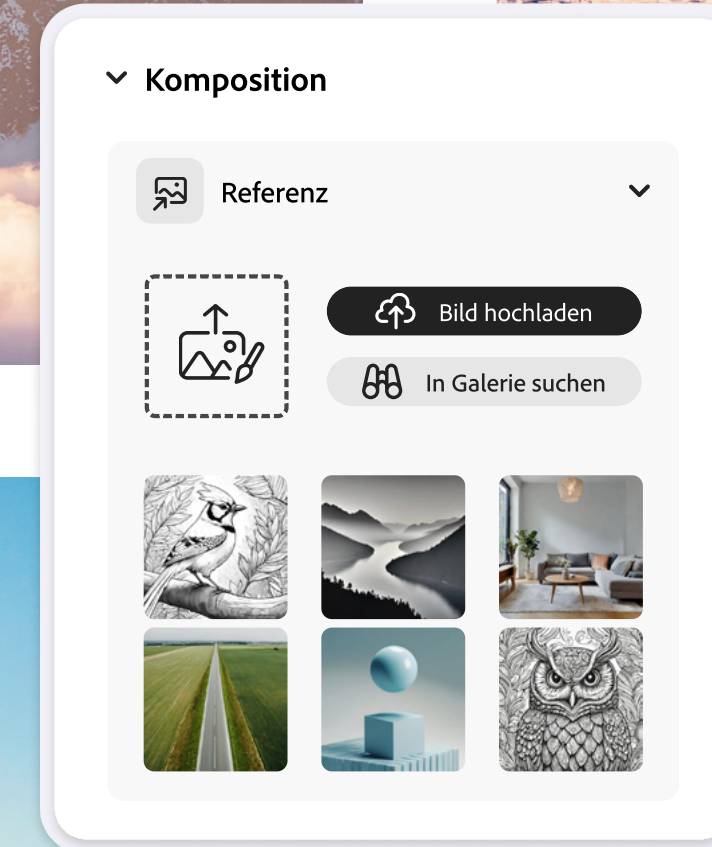 Komposition
Referenz
Bild hochladen
In Galerie suchen